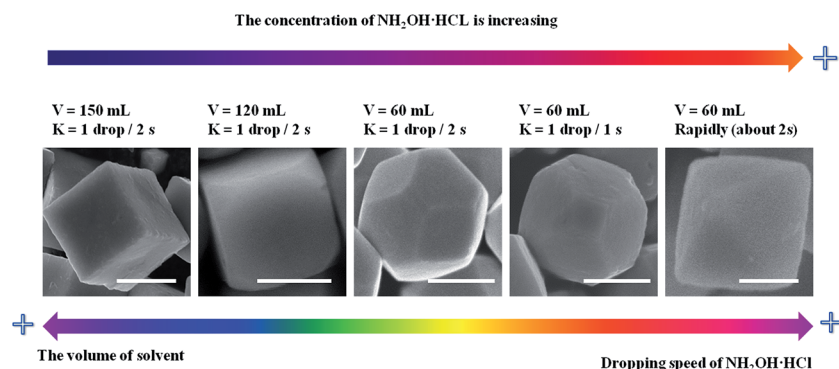 The concentration of NH₂OH·HCL is increasing
V = 150 mL
K = 1 drop / 2 s
V = 120 mL
K = 1 drop / 2 s
V = 60 mL
K = 1 drop / 2 s
V = 60 mL
K = 1 drop / 1 s
V = 60 mL
Rapidly (about 2s)
The volume of solvent
Dropping speed of NH₂OH·HCl